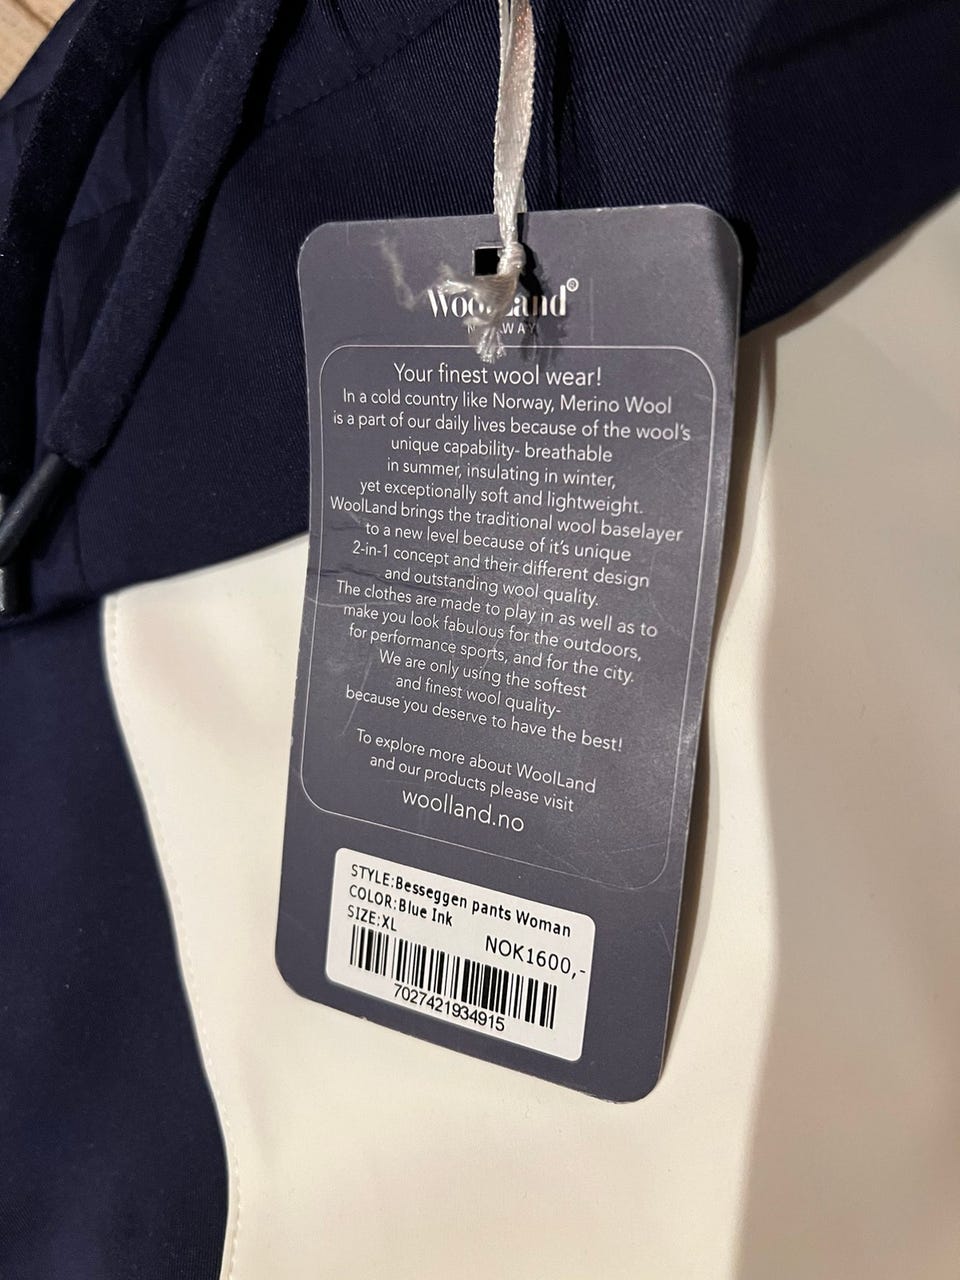 WoolLand®
Your finest wool wear!
In a cold country like Norway, Merino Wool
is a part of our daily lives because of the wool's
unique capability- breathable
in summer, insulating in winter,
yet exceptionally soft and lightweight.
WoolLand brings the traditional wool baselayer
to a new level because of it's unique
2-in-1 concept and their different design
and outstanding wool quality.
The clothes are made to play in as well as to
make you look fabulous for the outdoors,
for performance sports, and for the city.
We are only using the softest
and finest wool quality-
because you deserve to have the best!
To explore more about WoolLand
and our products please visit
woolland.no
STYLE:Besseggen pants Woman
COLOR:Blue Ink
SIZE:XL
NOK1600,-
7027421934915